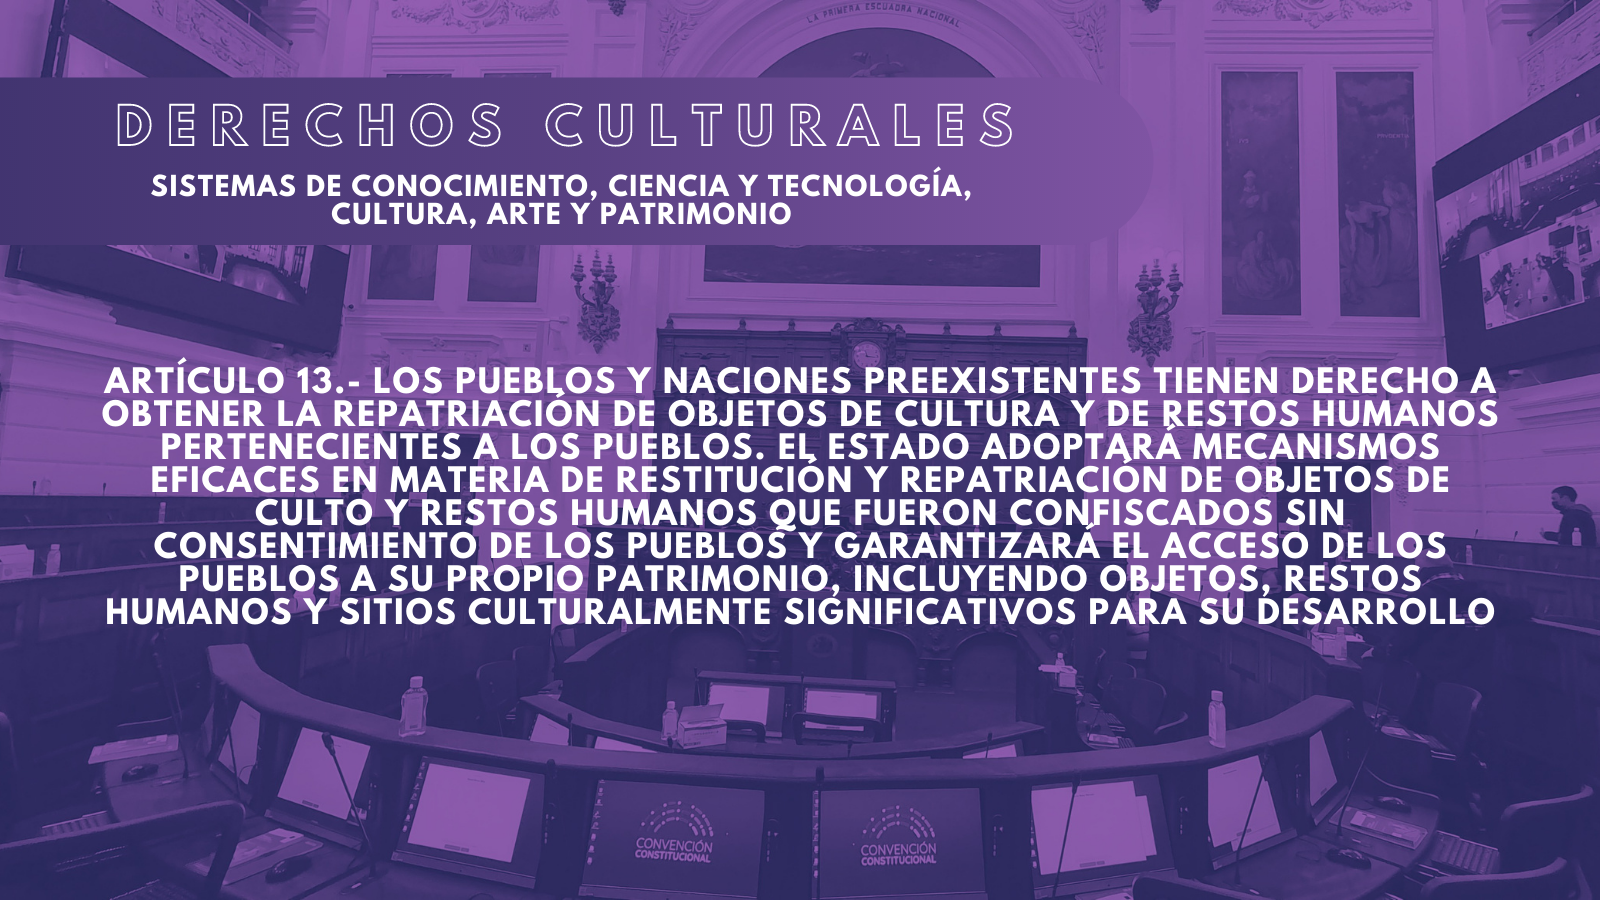 LA PRIMERA ESCUADRA NACIONAL
DERECHOS CULTURALES
SISTEMAS DE CONOCIMIENTO, CIENCIA Y TECNOLOGÍA,
CULTURA, ARTE Y PATRIMONIO
ARTÍCULO 13.- LOS PUEBLOS Y NACIONES PREEXISTENTES TIENEN DERECHO A
OBTENER LA REPATRIACIÓN DE OBJETOS DE CULTURA Y DE RESTOS HUMANOS
PERTENECIENTES A LOS PUEBLOS. EL ESTADO ADOPTARÁ MECANISMOS
EFICACES EN MATERIA DE RESTITUCIÓN Y REPATRIACIÓN DE OBJETOS DE
CULTO Y RESTOS HUMANOS QUE FUERON CONFISCADOS SIN
CONSENTIMIENTO DE LOS PUEBLOS Y GARANTIZARÁ EL ACCESO DE LOS
PUEBLOS A SU PROPIO PATRIMONIO, INCLUYENDO OBJETOS, RESTOS
HUMANOS Y SITIOS CULTURALMENTE SIGNIFICATIVOS PARA SU DESARROLLO
CONVENCIÓN
CONSTITUCIONAL
CONVENCIÓN
CONSTITUCIONAL